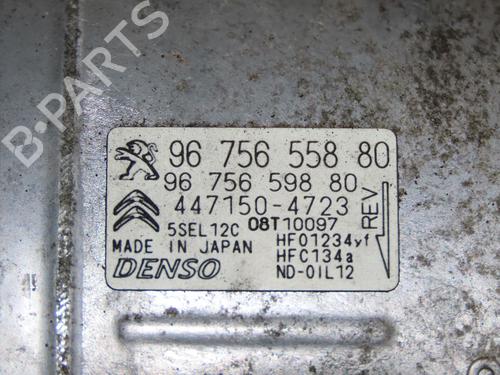 B-PARTS
96 756 558 80
96 756 598 80
447150-4723
5SEL12C 08T10097
MADE IN JAPAN
DENSO
HFO1234yf
HFC134a
ND-OIL12
REV